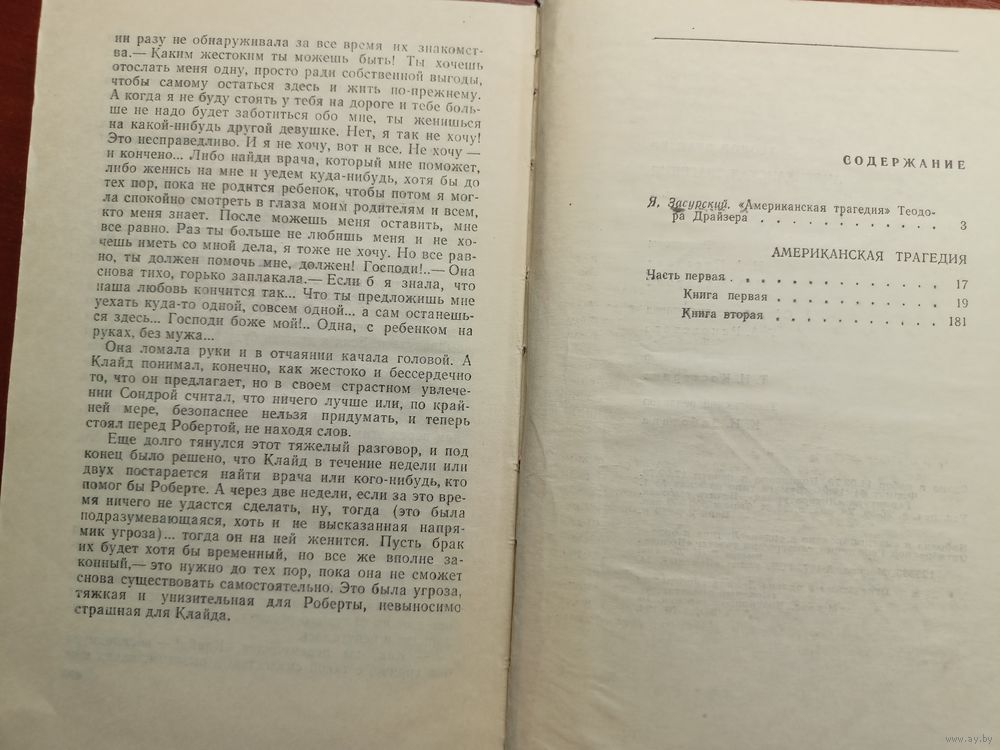 ни разу не обнаруживала за все время их знакомст-
ва.— Каким жестоким ты можешь быть! Ты хочешь
отослать меня одну, просто ради собственной выгоды,
чтобы самому остаться здесь и жить по-прежнему.
А когда я не буду стоять у тебя на дороге и тебе боль-
ше не надо будет заботиться обо мне, ты женишься
на какой-нибудь другой девушке. Нет, я так не хочу!
Это несправедливо. И я не хочу, вот и все. Не хочу —
и кончено... Либо найди врача, который мне поможет,
либо женись на мне и уедем куда-нибудь, хотя бы до
тех пор, пока не родится ребенок, чтобы потом я мог-
ла спокойно смотреть в глаза моим родителям и всем,
кто меня знает. После можешь меня оставить, мне
все равно. Раз ты больше не любишь меня и не хо-
чешь иметь со мной дела, я тоже не хочу. Но все рав-
но, ты должен помочь мне, должен! Господи!..— Она
снова тихо, горько заплакала.— Если б я знала, что
наша любовь кончится так... Что ты предложишь мне
уехать куда-то одной, совсем одной... а сам останешь-
ся здесь... Господи боже мой!.. Одна, с ребенком на
руках, без мужа...
Она ломала руки и в отчаянии качала головой. А
Клайд понимал, конечно, как жестоко и бессердечно
то, что он предлагает, но в своем страстном увлече-
нии Сондрой считал, что ничего лучше или, по край-
ней мере, безопаснее нельзя придумать, и теперь
стоял перед Робертой, не находя слов.
Еще долго тянулся этот тяжелый разговор, и под
конец было решено, что Клайд в течение недели или
двух постарается найти врача или кого-нибудь, кто
помог бы Роберте. А через две недели, если за это вре-
мя ничего не удастся сделать, ну, тогда (это была
подразумевающаяся, хоть и не высказанная напря-
мик угроза)... тогда он на ней женится. Пусть брак
их будет хотя бы временный, но все же вполне за-
конный,— это нужно до тех пор, пока она не сможет
снова существовать самостоятельно. Это была угроза,
тяжкая и унизительная для Роберты, невыносимо
страшная для Клайда.
СОДЕРЖАНИЕ
Я. Засурский. «Американская трагедия» Теодо-
ра Драйзера . . . . . . . . . . . . 3
АМЕРИКАНСКАЯ ТРАГЕДИЯ
Часть первая . . . . . . . . . . . . . . 17
Книга первая . . . . . . . . . . . 19
Книга вторая . . . . . . . . . . . 181
www.ay.by